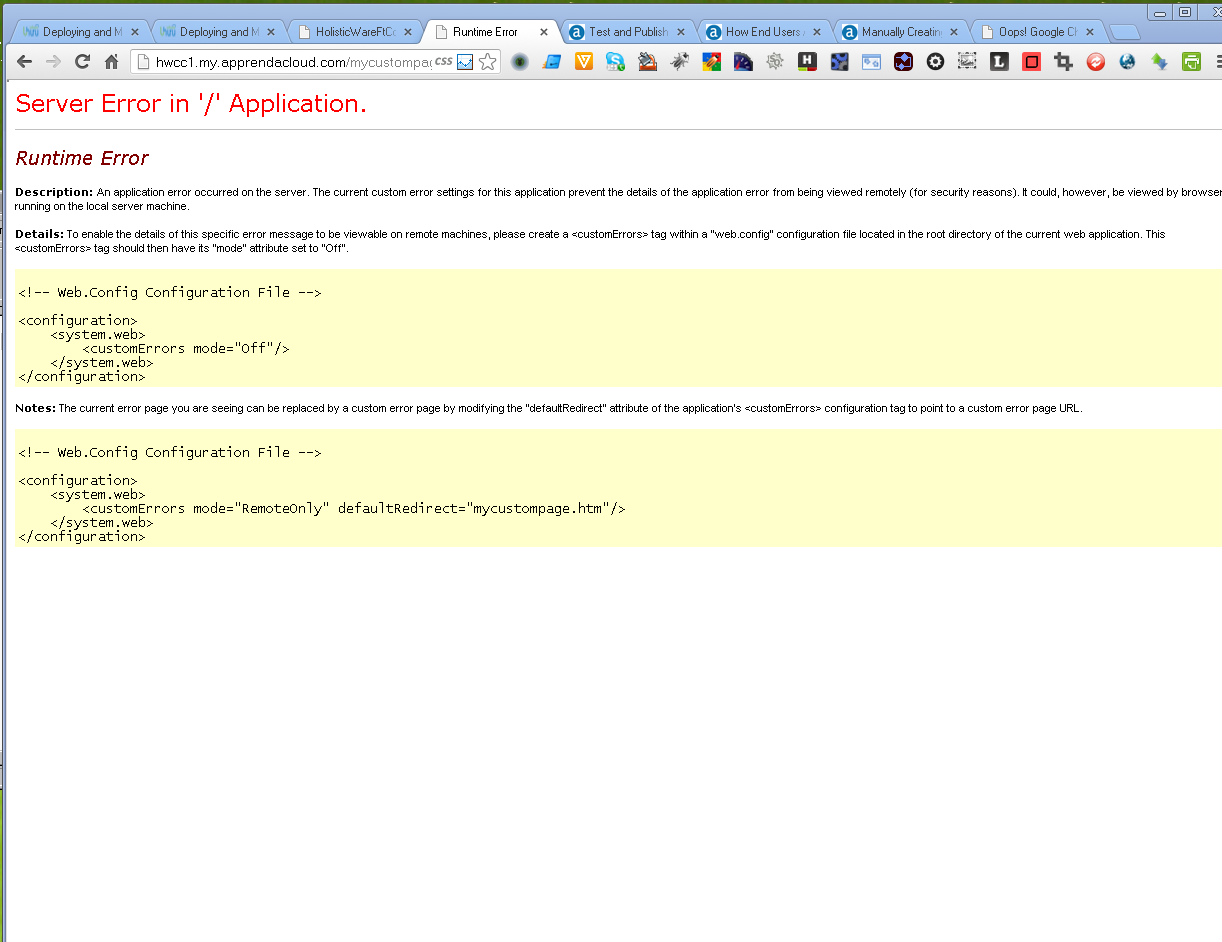 Deploying and M
Deploying and M
HolisticWareFtCo
Runtime Error
Test and Publish
How End Users A
Manually Creating
Oops! Google Ch
hwcc1.my.apprendacloud.com/mycustompag
CSS
Server Error in '/' Application.
Runtime Error
Description: An application error occurred on the server. The current custom error settings for this application prevent the details of the application error from being viewed remotely (for security reasons). It could, however, be viewed by browser
running on the local server machine.
Details: To enable the details of this specific error message to be viewable on remote machines, please create a <customErrors> tag within a "web.config" configuration file located in the root directory of the current web application. This
<customErrors> tag should then have its "mode" attribute set to "Off".
<!-- Web.Config Configuration File -->
<configuration>
<system.web>
<customErrors mode="Off"/>
</system.web>
</configuration>
Notes: The current error page you are seeing can be replaced by a custom error page by modifying the "defaultRedirect" attribute of the application's <customErrors> configuration tag to point to a custom error page URL.
<!-- Web.Config Configuration File -->
<configuration>
<system.web>
<customErrors mode="RemoteOnly" defaultRedirect="mycustompage.htm"/>
</system.web>
</configuration>